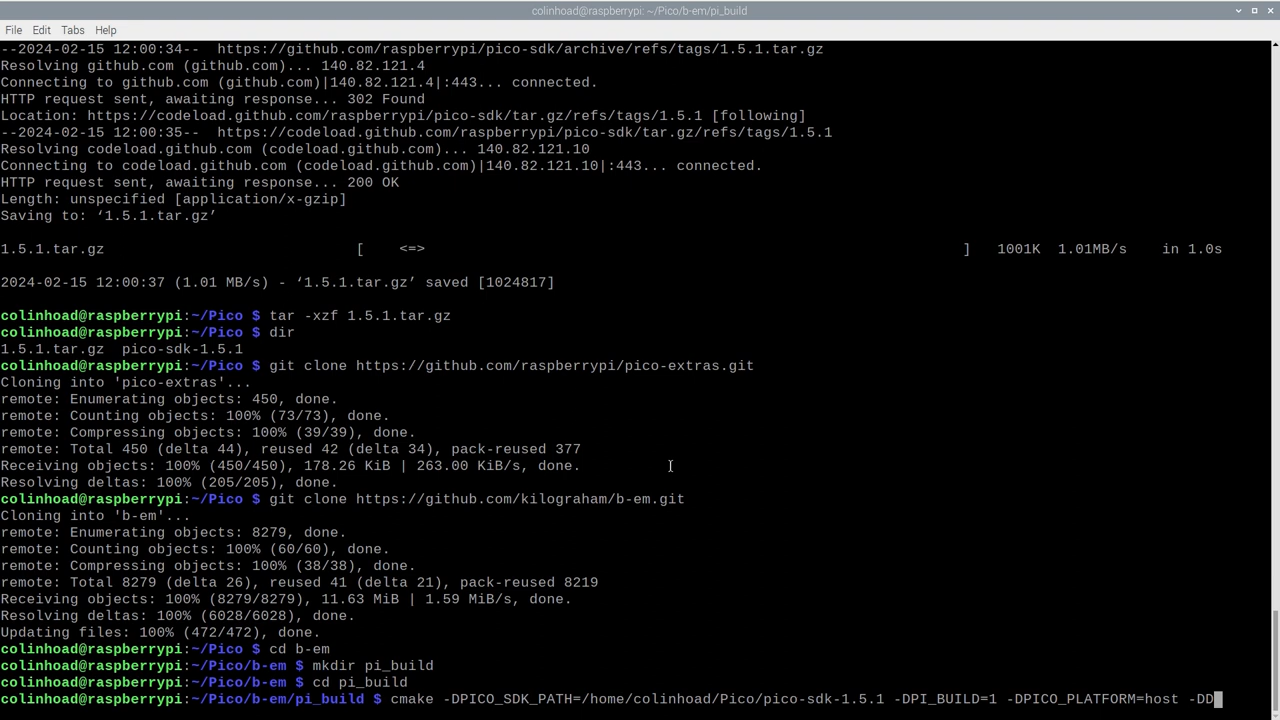 colinhoad@raspberrypi: ~/Pico/b-em/pi_build
File Edit Tabs Help
--2024-02-15 12:00:34--  https://github.com/raspberrypi/pico-sdk/archive/refs/tags/1.5.1.tar.gz
Resolving github.com (github.com)... 140.82.121.4
Connecting to github.com (github.com)|140.82.121.4|:443... connected.
HTTP request sent, awaiting response... 302 Found
Location: https://codeload.github.com/raspberrypi/pico-sdk/tar.gz/refs/tags/1.5.1 [following]
--2024-02-15 12:00:35--  https://codeload.github.com/raspberrypi/pico-sdk/tar.gz/refs/tags/1.5.1
Resolving codeload.github.com (codeload.github.com)... 140.82.121.10
Connecting to codeload.github.com (codeload.github.com)|140.82.121.10|:443... connected.
HTTP request sent, awaiting response... 200 OK
Length: unspecified [application/x-gzip]
Saving to: ‘1.5.1.tar.gz’
1.5.1.tar.gz [ <=> ] 1001K 1.01MB/s in 1.0s
2024-02-15 12:00:37 (1.01 MB/s) - ‘1.5.1.tar.gz’ saved [1024817]
colinhoad@raspberrypi:~/Pico $ tar -xzf 1.5.1.tar.gz
colinhoad@raspberrypi:~/Pico $ dir
1.5.1.tar.gz  pico-sdk-1.5.1
colinhoad@raspberrypi:~/Pico $ git clone https://github.com/raspberrypi/pico-extras.git
Cloning into 'pico-extras'...
remote: Enumerating objects: 450, done.
remote: Counting objects: 100% (73/73), done.
remote: Compressing objects: 100% (39/39), done.
remote: Total 450 (delta 44), reused 42 (delta 34), pack-reused 377
Receiving objects: 100% (450/450), 178.26 KiB | 263.00 KiB/s, done.
Resolving deltas: 100% (205/205), done.
colinhoad@raspberrypi:~/Pico $ git clone https://github.com/kilograham/b-em.git
Cloning into 'b-em'...
remote: Enumerating objects: 8279, done.
remote: Counting objects: 100% (60/60), done.
remote: Compressing objects: 100% (38/38), done.
remote: Total 8279 (delta 26), reused 41 (delta 21), pack-reused 8219
Receiving objects: 100% (8279/8279), 11.63 MiB | 1.59 MiB/s, done.
Resolving deltas: 100% (6028/6028), done.
Updating files: 100% (472/472), done.
colinhoad@raspberrypi:~/Pico $ cd b-em
colinhoad@raspberrypi:~/Pico/b-em $ mkdir pi_build
colinhoad@raspberrypi:~/Pico/b-em $ cd pi_build
colinhoad@raspberrypi:~/Pico/b-em/pi_build $ cmake -DPICO_SDK_PATH=/home/colinhoad/Pico/pico-sdk-1.5.1 -DPI_BUILD=1 -DPICO_PLATFORM=host -DD